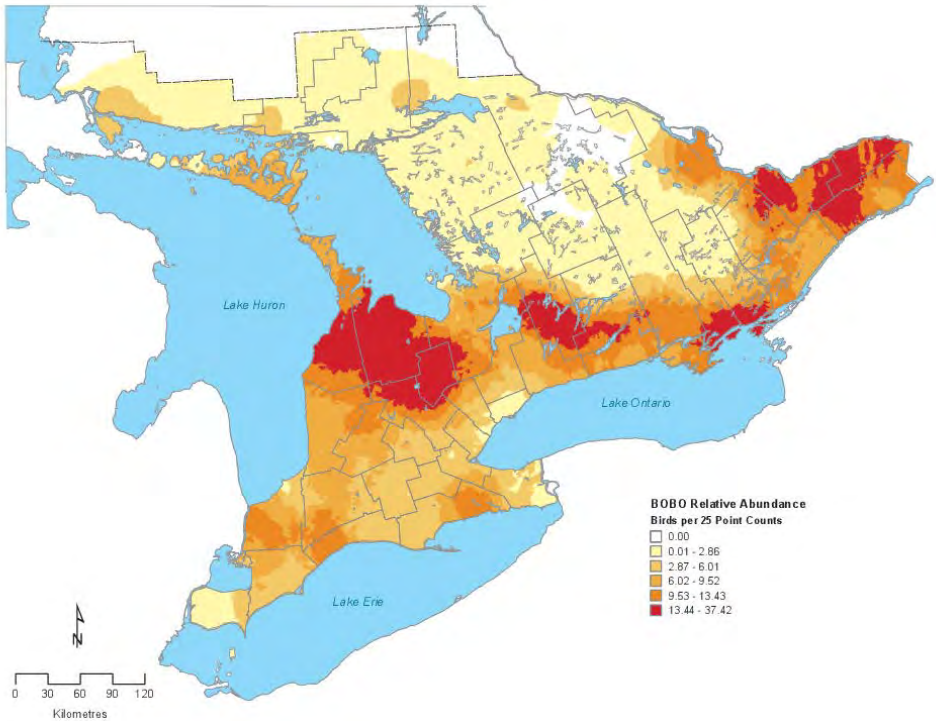 Lake Huron
Lake Ontario
Lake Erie
BOBO Relative Abundance
Birds per 25 Point Counts
0.00
0.01 - 2.86
2.87 - 6.01
6.02 - 9.52
9.53 - 13.43
13.44 - 37.42
N
0 30 60 90 120
Kilometres